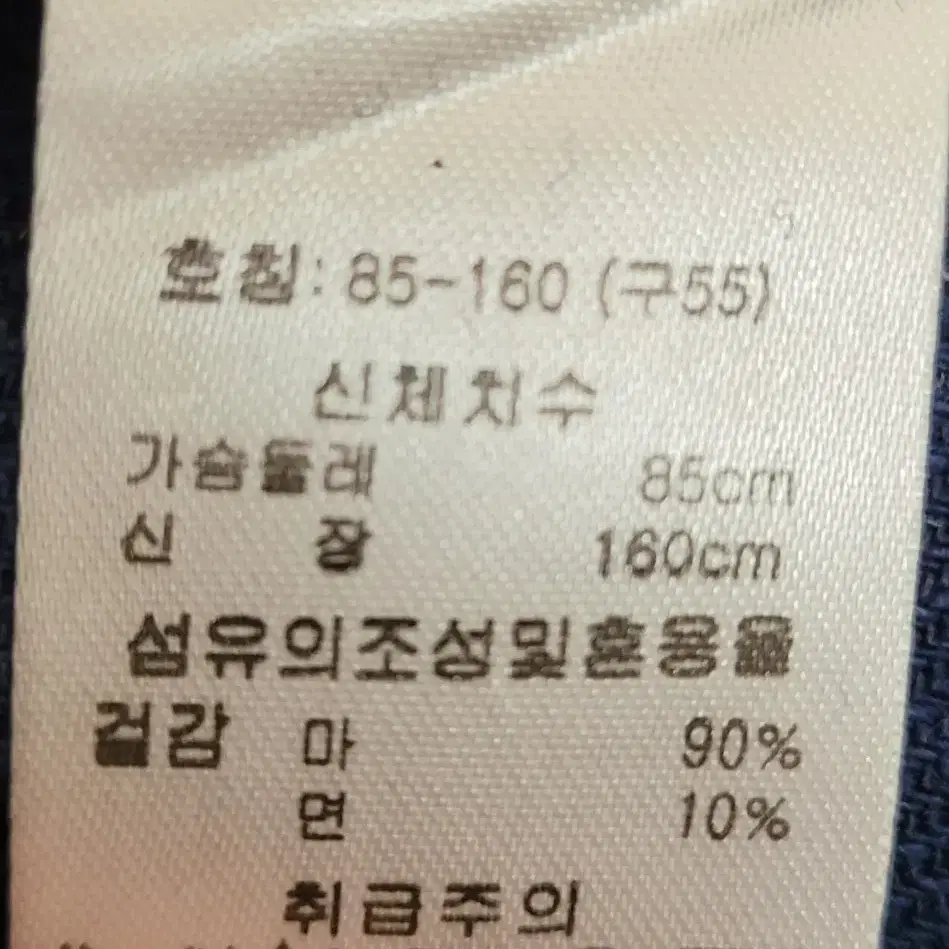 호칭: 85-160 (구55)
신체치수
가슴둘레 85cm
신 장 160cm
섬유의조성및혼용율
겉감 마 90%
면 10%
취급주의